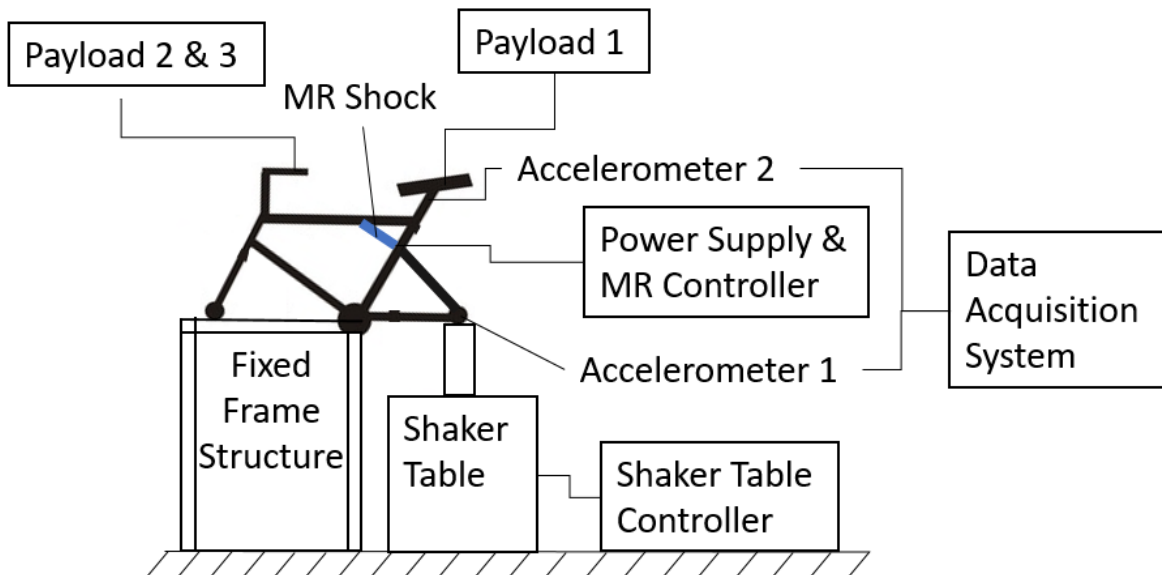 Payload 2 & 3
Payload 1
MR Shock
Accelerometer 2
Power Supply &
MR Controller
Data
Acquisition
System
Fixed
Frame
Structure
Accelerometer 1
Shaker
Table
Shaker Table
Controller